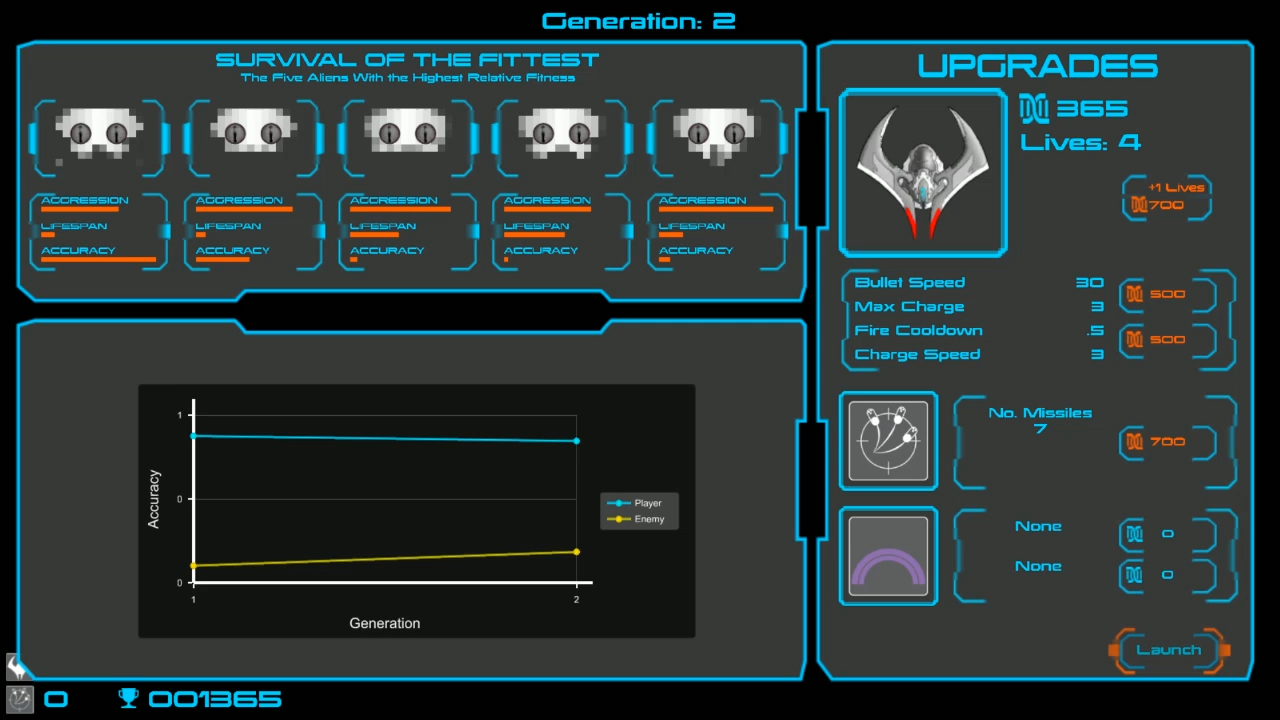 Generation: 2
SURVIVAL OF THE FITTEST
The Five Aliens With the Highest Relative Fitness
AGGRESSION
LIFESPAN
ACCURACY
AGGRESSION
LIFESPAN
ACCURACY
AGGRESSION
LIFESPAN
ACCURACY
AGGRESSION
LIFESPAN
ACCURACY
AGGRESSION
LIFESPAN
ACCURACY
1
0
0
Accuracy
1
2
Generation
Player
Enemy
UPGRADES
365
Lives: 4
+1 Lives
700
Bullet Speed 30
Max Charge 3
500
Fire Cooldown .5
Charge Speed 3
500
No. Missiles
7
700
None 0
None 0
Launch
0
001365